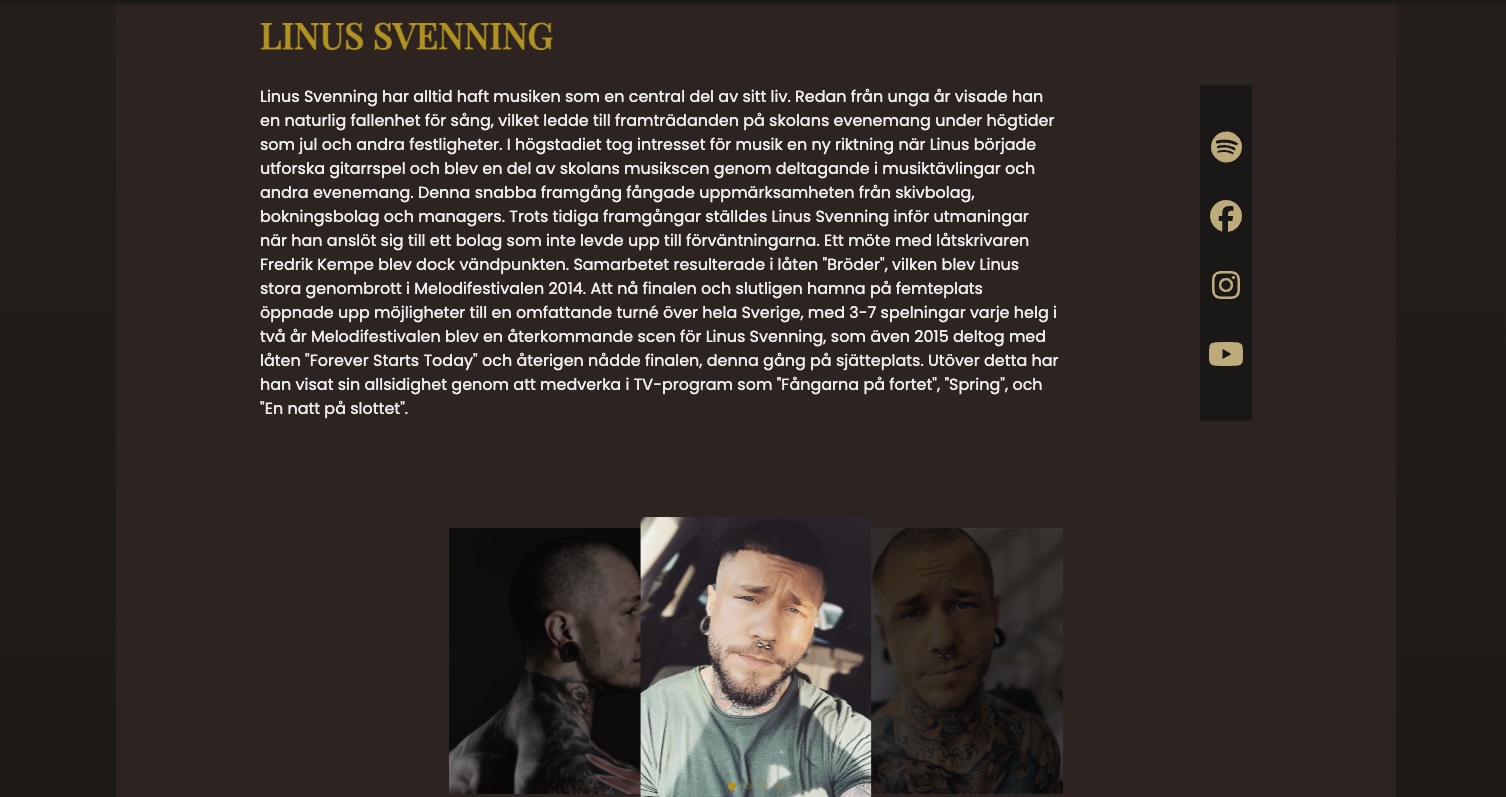 LINUS SVENNING
Linus Svenning har alltid haft musiken som en central del av sitt liv. Redan från unga år visade han
en naturlig fallenhet för sång, vilket ledde till framträdanden på skolans evenemang under högtider
som jul och andra festligheter. I högstadiet tog intresset för musik en ny riktning när Linus började
utforska gitarrspel och blev en del av skolans musikscen genom deltagande i musiktävlingar och
andra evenemang. Denna snabba framgång fångade uppmärksamheten från skivbolag,
bokningsbolag och managers. Trots tidiga framgångar ställdes Linus Svenning inför utmaningar
när han anslöt sig till ett bolag som inte levde upp till förväntningarna. Ett möte med låtskrivaren
Fredrik Kempe blev dock vändpunkten. Samarbetet resulterade i låten "Bröder", vilken blev Linus
stora genombrott i Melodifestivalen 2014. Att nå finalen och slutligen hamna på femteplats
öppnade upp möjligheter till en omfattande turné över hela Sverige, med 3-7 spelningar varje helg i
två år Melodifestivalen blev en återkommande scen för Linus Svenning, som även 2015 deltog med
låten "Forever Starts Today" och återigen nådde finalen, denna gång på sjätteplats. Utöver detta har
han visat sin allsidighet genom att medverka i TV-program som "Fångarna på fortet", "Spring", och
"En natt på slottet".